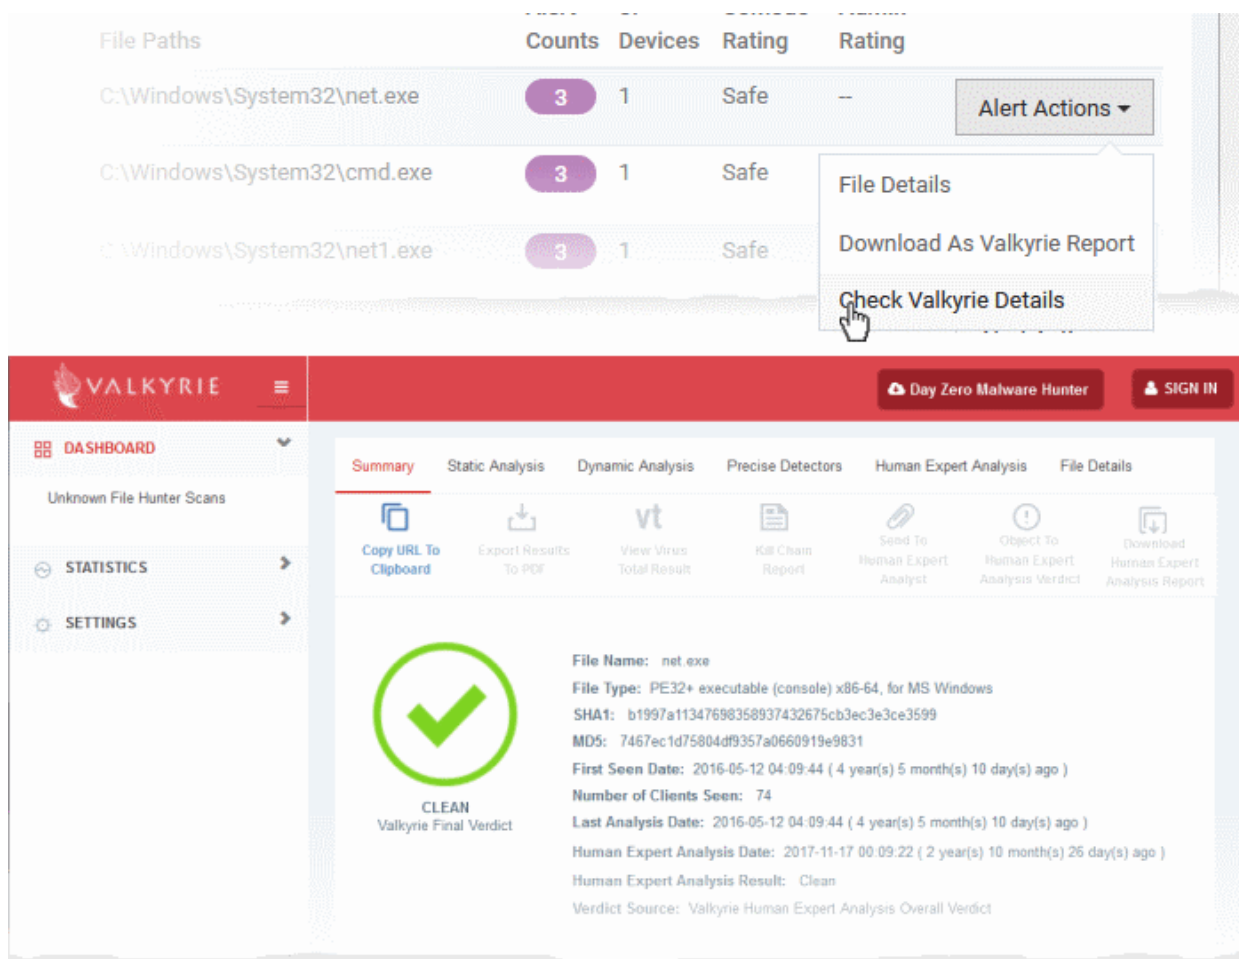 File Paths
Counts Devices Rating Rating
C:\Windows\System32\net.exe 3 1 Safe -- Alert Actions
C:\Windows\System32\cmd.exe 3 1 Safe
File Details
Download As Valkyrie Report
C:\Windows\System32\net1.exe 3 1 Safe
Check Valkyrie Details
VALKYRIE Day Zero Malware Hunter SIGN IN
DASHBOARD
Unknown File Hunter Scans
STATISTICS
SETTINGS
Summary Static Analysis Dynamic Analysis Precise Detectors Human Expert Analysis File Details
Copy URL To
Clipboard
Export Results
To PDF
vt
View Virus
Total Result
Kill Chain
Report
Send To
Human Expert
Analyst
Object To
Human Expert
Analysis Verdict
Download
Human Expert
Analysis Report
CLEAN
Valkyrie Final Verdict
File Name: net.exe
File Type: PE32+ executable (console) x86-64, for MS Windows
SHA1: b1997a11347698358937432675cb3ec3e3ce3599
MD5: 7467ec1d75804df9357a0660919e9831
First Seen Date: 2016-05-12 04:09:44 ( 4 year(s) 5 month(s) 10 day(s) ago )
Number of Clients Seen: 74
Last Analysis Date: 2016-05-12 04:09:44 ( 4 year(s) 5 month(s) 10 day(s) ago )
Human Expert Analysis Date: 2017-11-17 00:09:22 ( 2 year(s) 10 month(s) 26 day(s) ago )
Human Expert Analysis Result: Clean
Verdict Source: Valkyrie Human Expert Analysis Overall Verdict